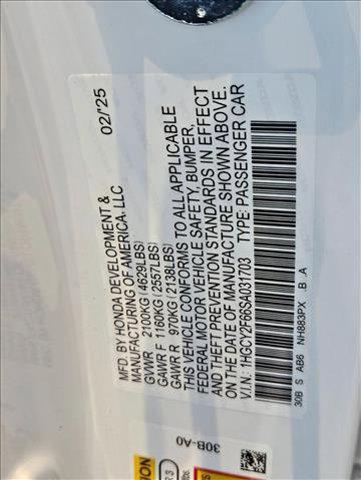 MFD. BY HONDA DEVELOPMENT & 02/'25
MANUFACTURING OF AMERICA. LLC
GVWR 2100KG (4629LBS)
GAWR F 1160KG (2557LBS)
GAWR R 970KG (2138LBS)
THIS VEHICLE CONFORMS TO ALL APPLICABLE
FEDERAL MOTOR VEHICLE SAFETY, BUMPER,
AND THEFT PREVENTION STANDARDS IN EFFECT
ON THE DATE OF MANUFACTURE SHOWN ABOVE.
V.I.N.: 1HGCY2F66SA031703 TYPE: PASSENGER CAR
30B S AB6 NH883PX B A
30B-A0